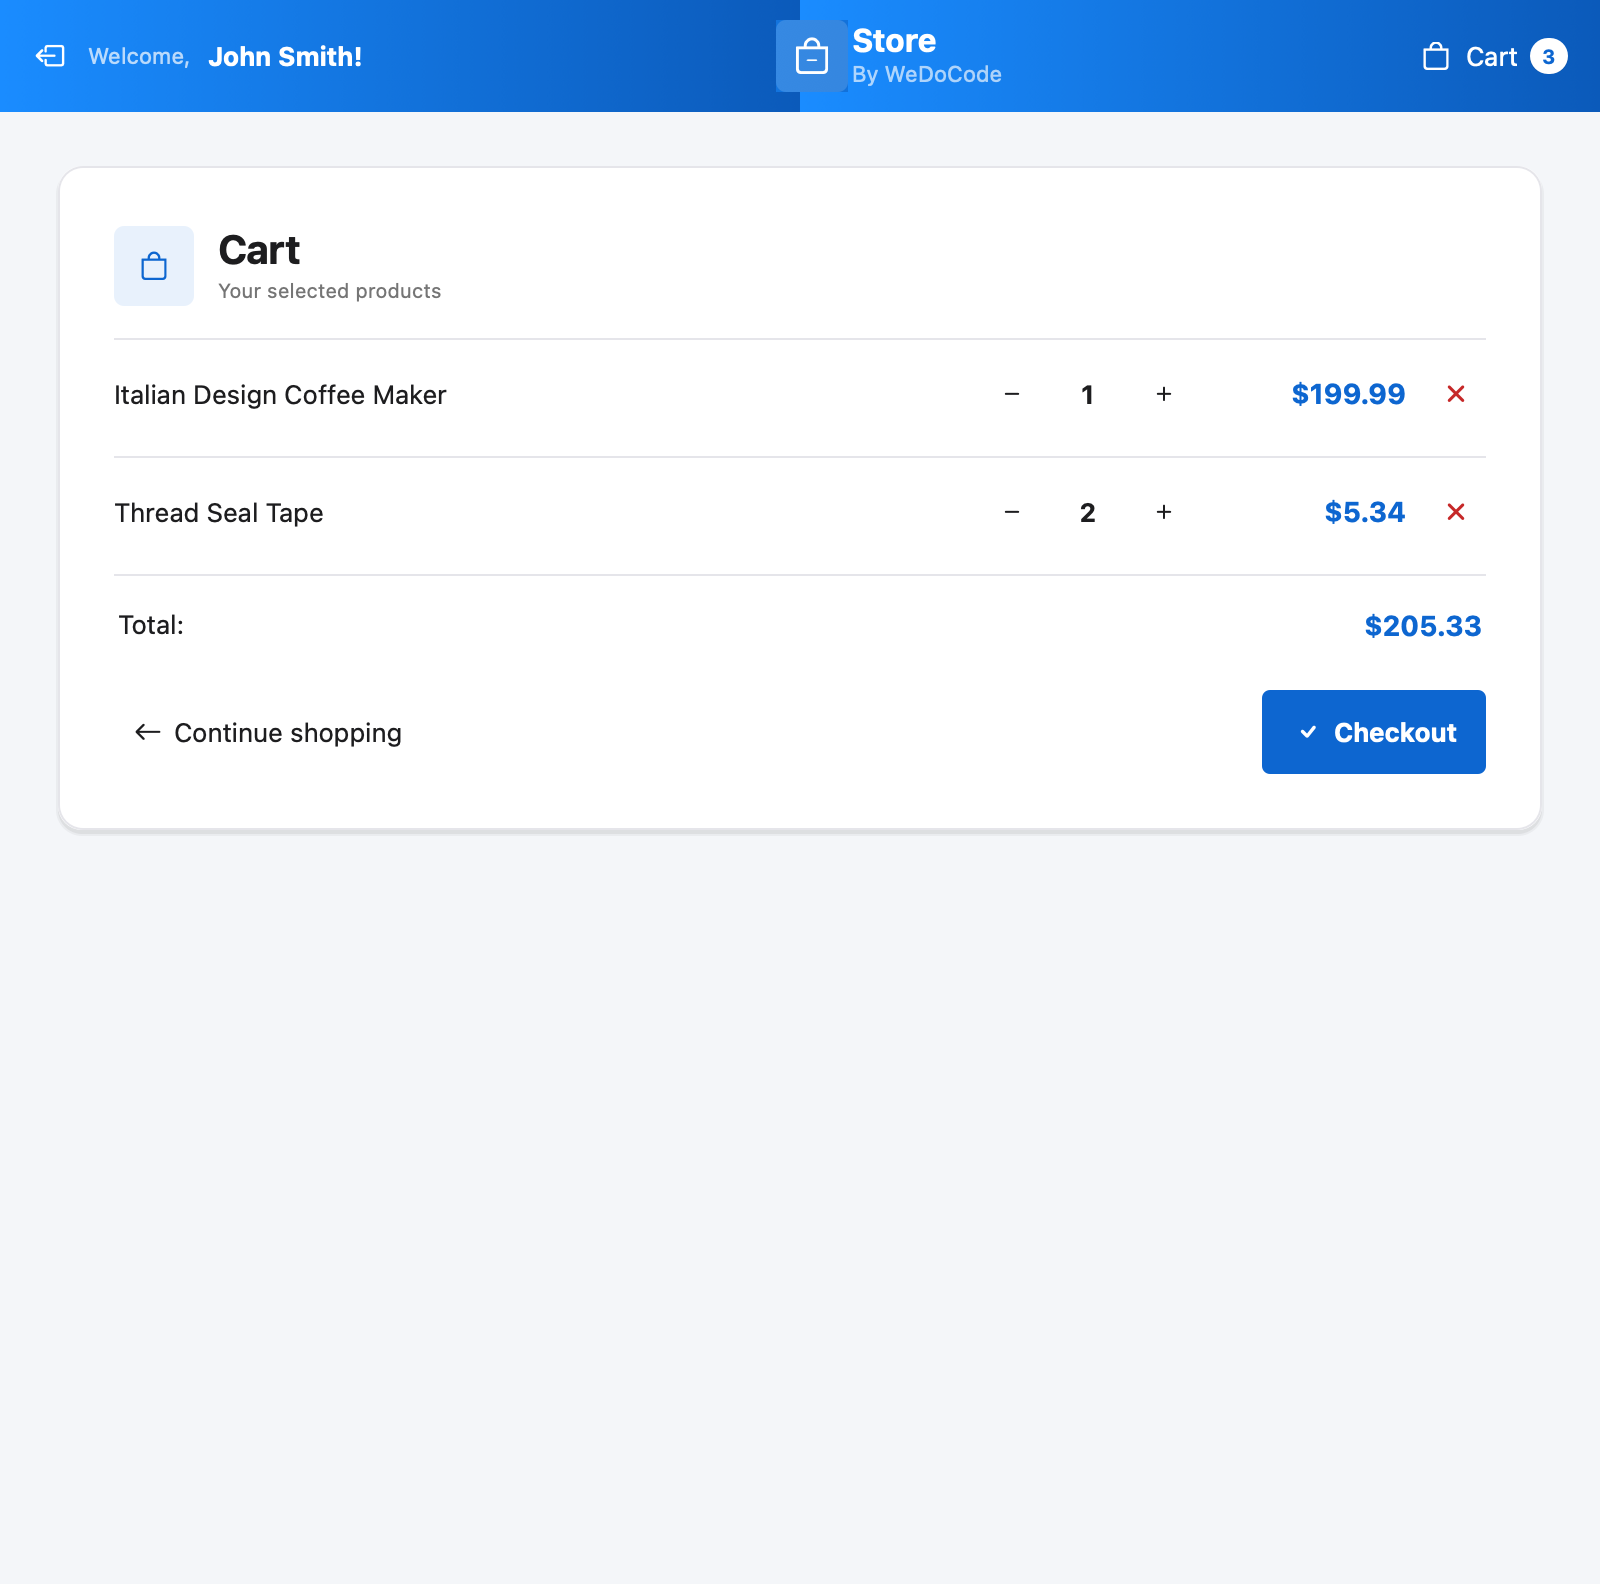 Welcome, John Smith!
Store
By WeDoCode
Cart 3
Cart
Your selected products
Italian Design Coffee Maker − 1 + $199.99 ×
Thread Seal Tape − 2 + $5.34 ×
Total: $205.33
← Continue shopping
✓ Checkout